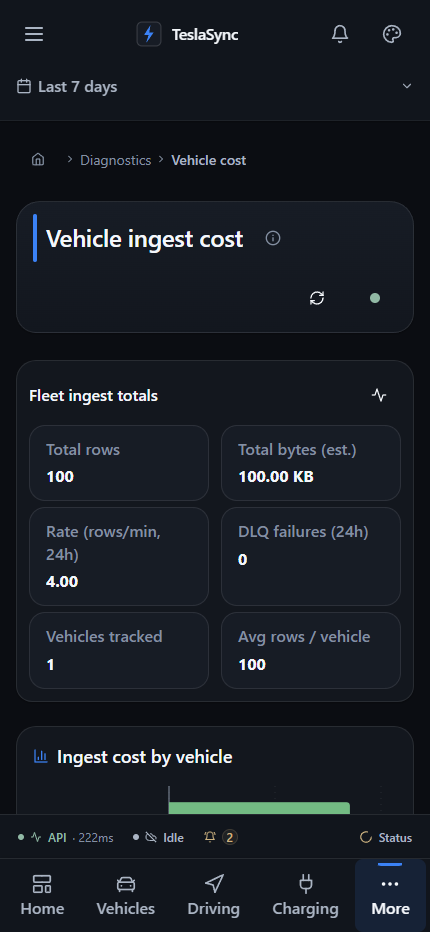 TeslaSync
Last 7 days
Diagnostics Vehicle cost
Vehicle ingest cost
Fleet ingest totals
Total rows
100
Total bytes (est.)
100.00 KB
Rate (rows/min,
24h)
4.00
DLQ failures (24h)
0
Vehicles tracked
1
Avg rows / vehicle
100
Ingest cost by vehicle
API · 222ms
Idle
2
Status
Home
Vehicles
Driving
Charging
More